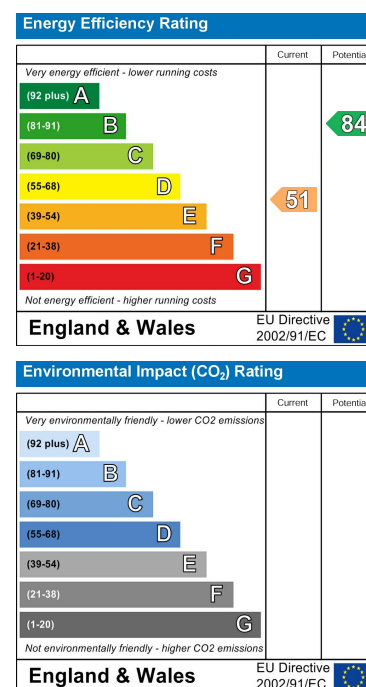 Energy Efficiency Rating
Current Potentia
Very energy efficient - lower running costs
(92 plus) A
(81-91) B
84
(69-80) C
(55-68) D
51
(39-54) E
(21-38) F
(1-20) G
Not energy efficient - higher running costs
England & Wales
EU Directive
2002/91/EC
Environmental Impact (CO₂) Rating
Current Potentia
Very environmentally friendly - lower CO2 emissions
(92 plus) A
(81-91) B
(69-80) C
(55-68) D
(39-54) E
(21-38) F
(1-20) G
Not environmentally friendly - higher CO2 emissions
England & Wales
EU Directive
2002/91/EC